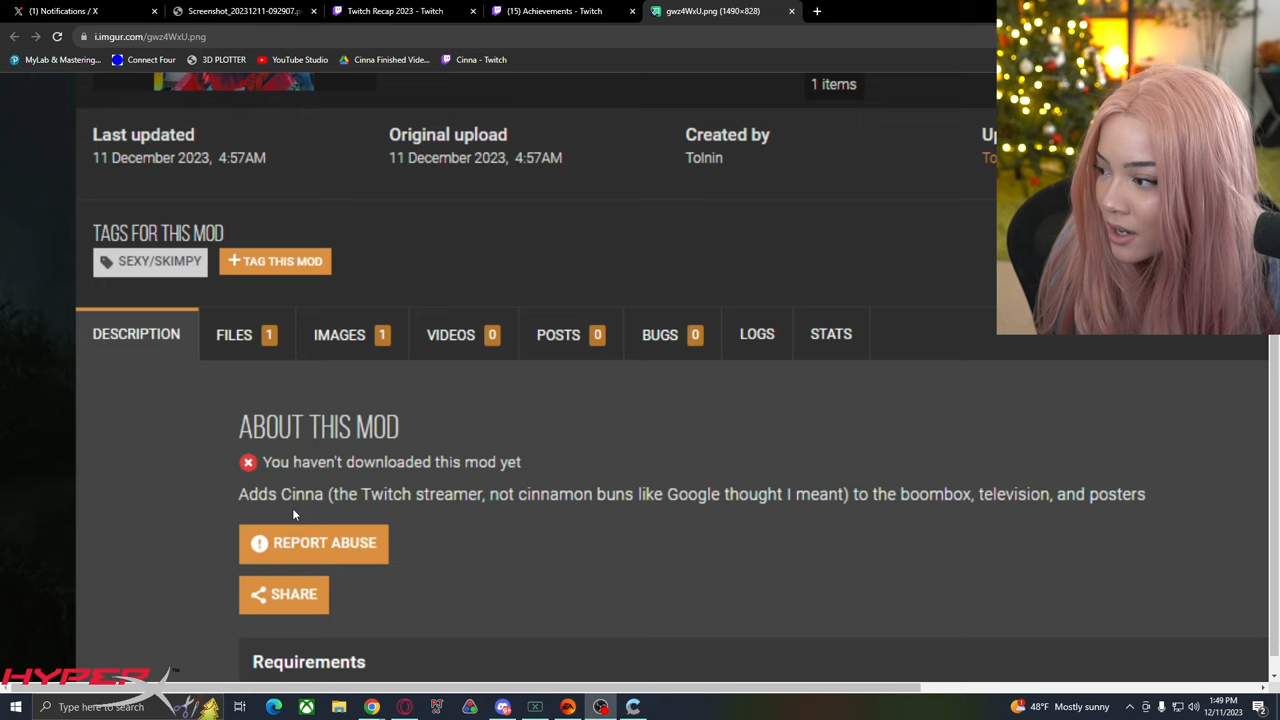 (1) Notifications / X
Screenshot_20231211-092907.p
Twitch Recap 2023 - Twitch
(15) Achievements - Twitch
gwz4WxU.png (1490×828)
i.imgur.com/gwz4WxU.png
MyLab & Mastering...
Connect Four
3D PLOTTER
YouTube Studio
Cinna Finished Vide...
Cinna - Twitch
1 items
Last updated
Original upload
Created by
11 December 2023, 4:57AM
11 December 2023, 4:57AM
Tolnin
TAGS FOR THIS MOD
SEXY/SKIMPY
+ TAG THIS MOD
DESCRIPTION
FILES 1
IMAGES 1
VIDEOS 0
POSTS 0
BUGS 0
LOGS
STATS
ABOUT THIS MOD
You haven't downloaded this mod yet
Adds Cinna (the Twitch streamer, not cinnamon buns like Google thought I meant) to the boombox, television, and posters
REPORT ABUSE
SHARE
Requirements
HYPERX™
Type here to search
48°F Mostly sunny
1:49 PM
12/11/2023
2